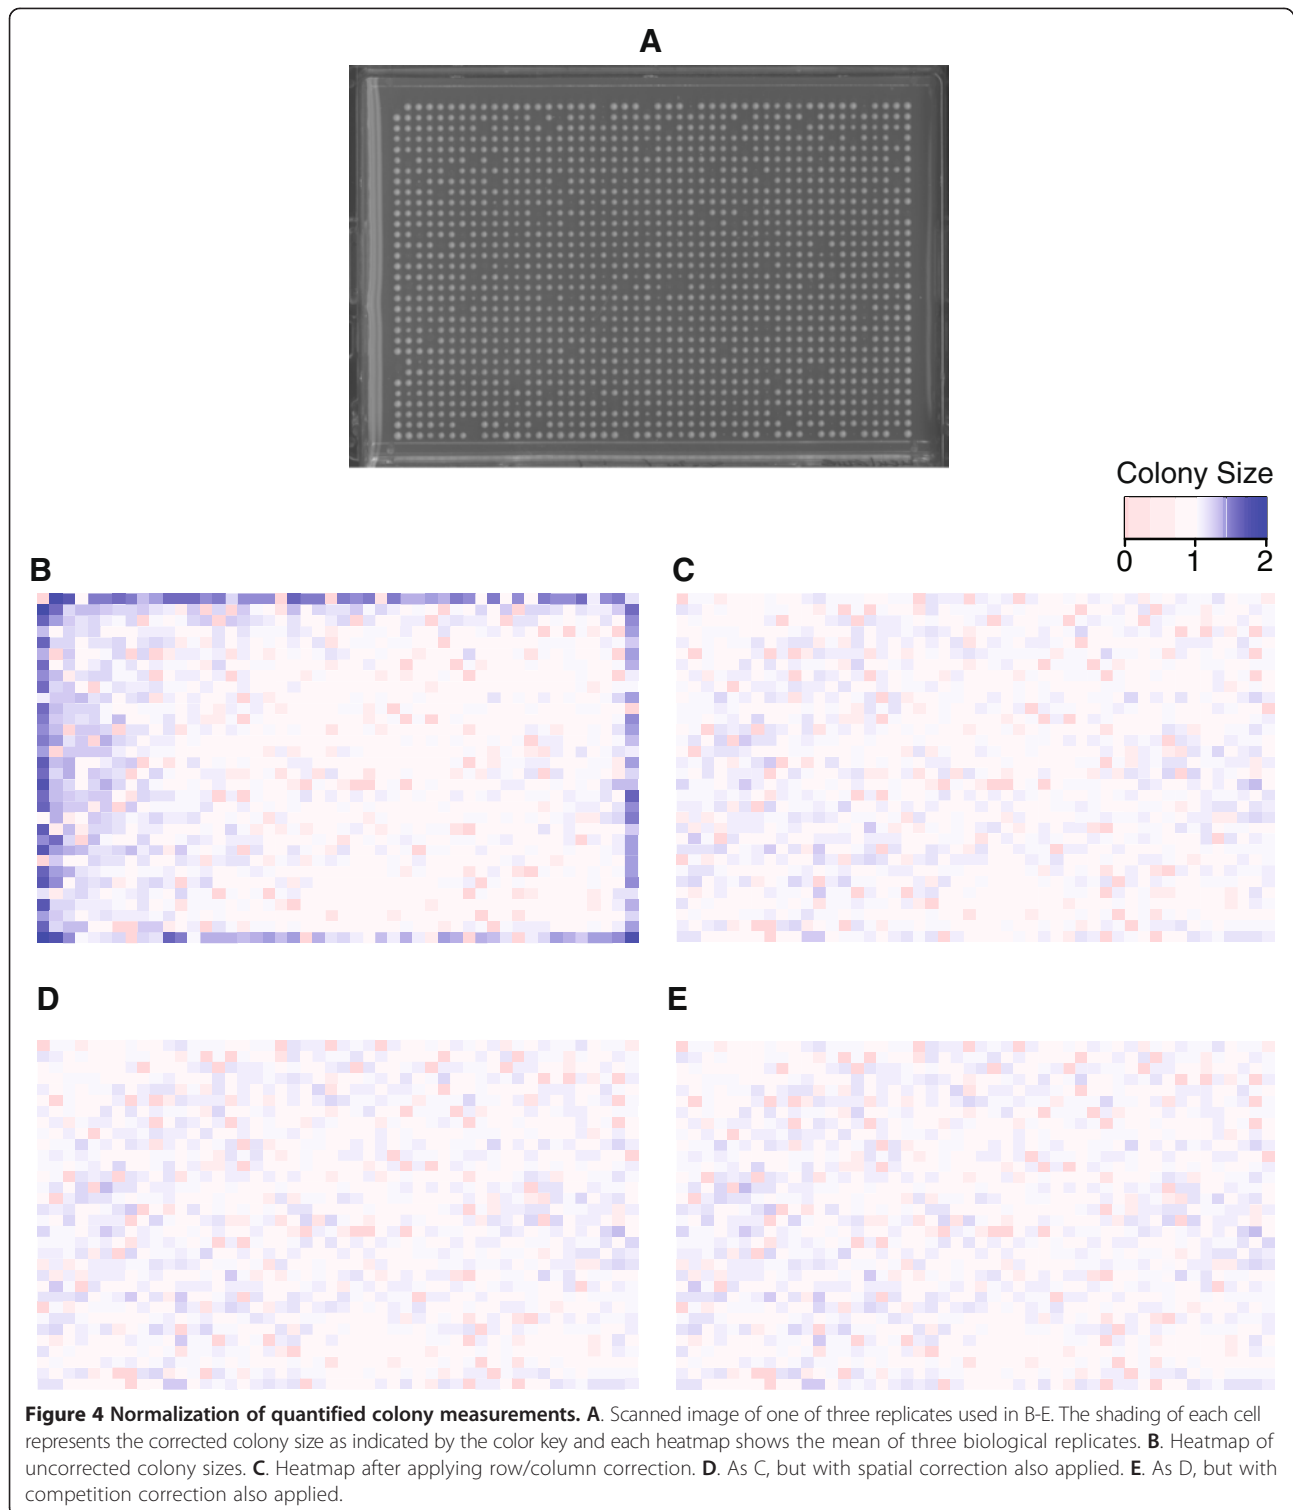 A
Colony Size
0 1 2
B
C
D
E
Figure 4 Normalization of quantified colony measurements. A. Scanned image of one of three replicates used in B-E. The shading of each cell
represents the corrected colony size as indicated by the color key and each heatmap shows the mean of three biological replicates. B. Heatmap of
uncorrected colony sizes. C. Heatmap after applying row/column correction. D. As C, but with spatial correction also applied. E. As D, but with
competition correction also applied.